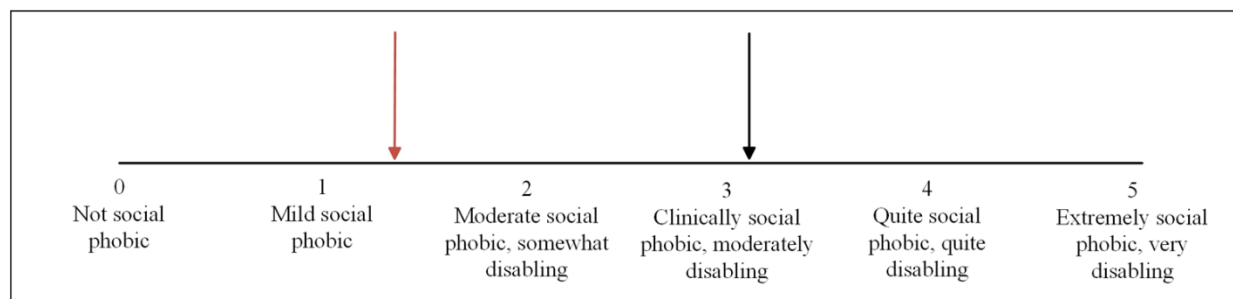 0 1 2 3 4 5
Not social Mild social Moderate social Clinically social Quite social Extremely social
phobic phobic phobic, somewhat phobic, moderately phobic, quite phobic, very
disabling disabling disabling disabling